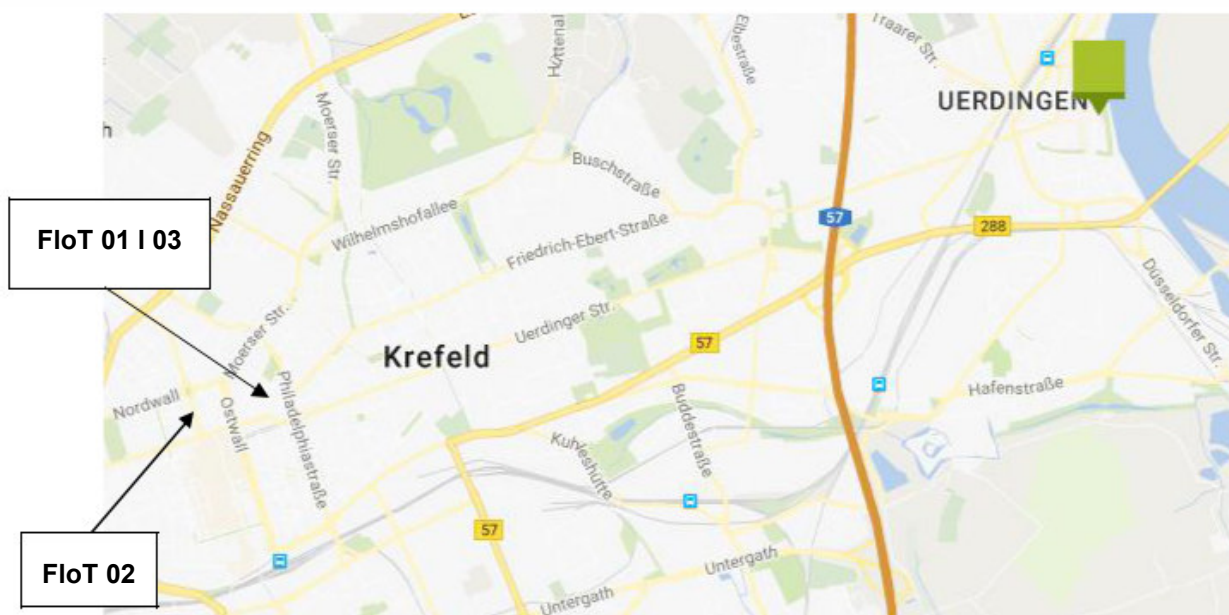 Traarer Str.
Elbestraße
UERDINGEN
Moerser Str.
Nassauerring
h
Buschstraße
Wilhelmshofallee
FIoT 01 I 03
Friedrich-Ebert-Straße
57
288
Düsseldorfer Str.
Uerdinger Str.
Moerser Str.
Krefeld
57
Nordwall
Ostwall
Philadelphiastraße
Buddestraße
Hafenstraße
Kuhleshütte
57
FIoT 02
Untergath
Untergath